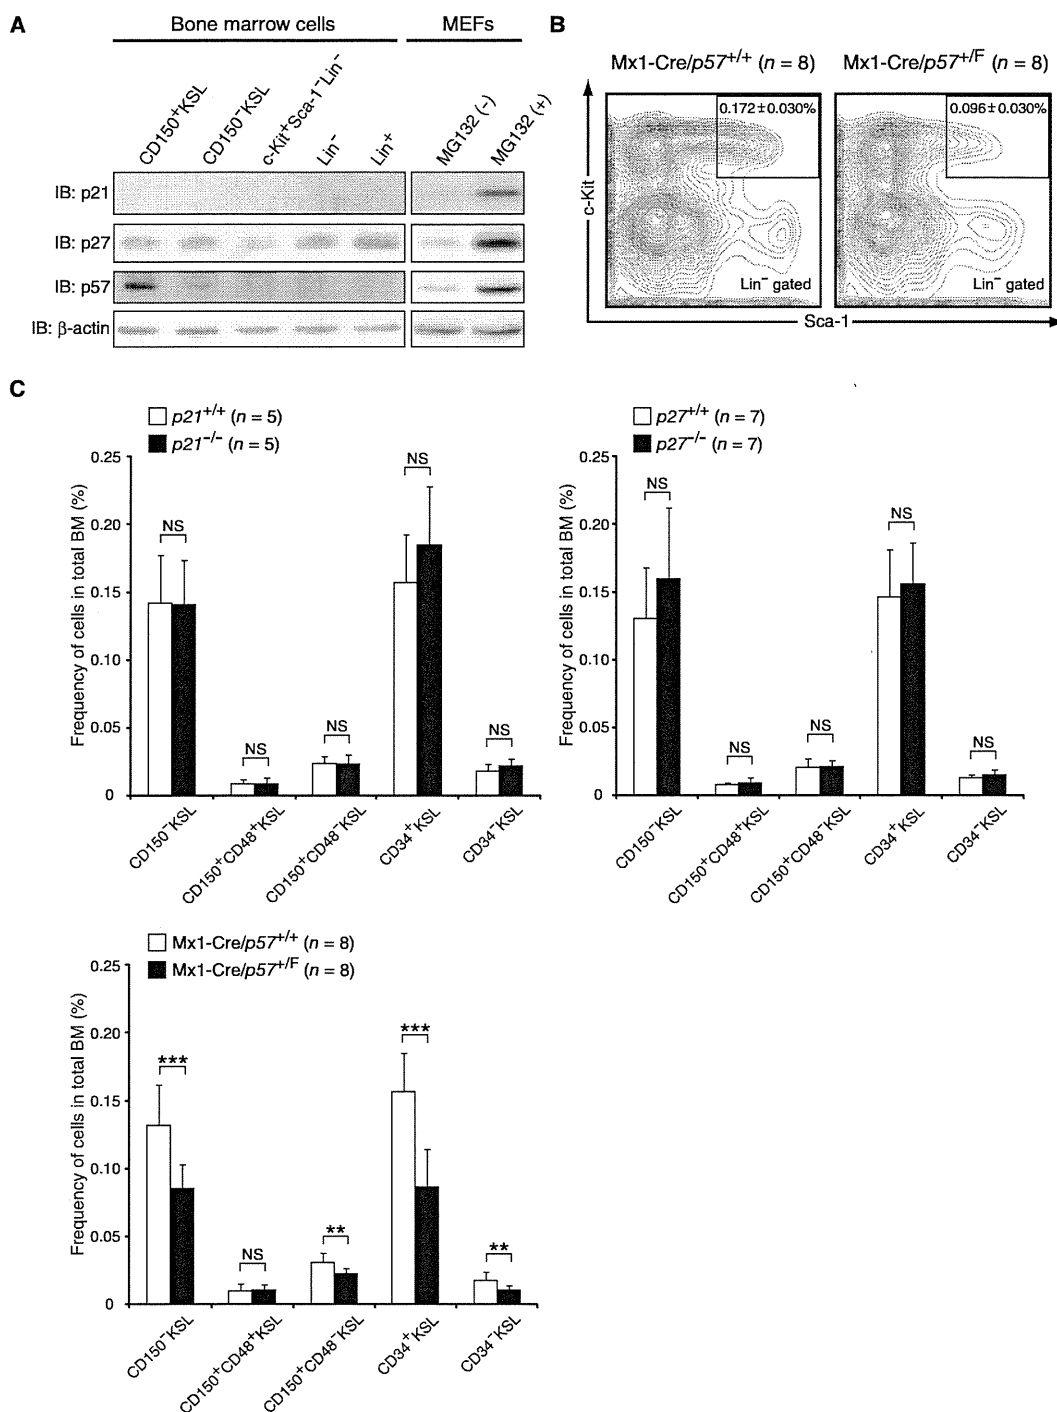 A
Bone marrow cells
MEFs
CD150⁺KSL
CD150⁻KSL
c-Kit⁺Sca-1⁻Lin⁻
Lin⁻
Lin⁺
MG132 (-)
MG132 (+)
IB: p21
IB: p27
IB: p57
IB: β-actin
B
Mx1-Cre/p57⁺/⁺ (n = 8)
Mx1-Cre/p57⁺/ᶠ (n = 8)
0.172±0.030%
0.096±0.030%
c-Kit
Lin⁻ gated
Lin⁻ gated
Sca-1
C
p21⁺/⁺ (n = 5)
p21⁻/⁻ (n = 5)
Frequency of cells in total BM (%)
0.25
0.20
0.15
0.10
0.05
0
NS
NS
NS
NS
NS
CD150⁻KSL
CD150⁺CD48⁺KSL
CD150⁺CD48⁻KSL
CD34⁺KSL
CD34⁻KSL
p27⁺/⁺ (n = 7)
p27⁻/⁻ (n = 7)
Frequency of cells in total BM (%)
0.25
0.20
0.15
0.10
0.05
0
NS
NS
NS
NS
NS
CD150⁻KSL
CD150⁺CD48⁺KSL
CD150⁺CD48⁻KSL
CD34⁺KSL
CD34⁻KSL
Mx1-Cre/p57⁺/⁺ (n = 8)
Mx1-Cre/p57⁺/ᶠ (n = 8)
Frequency of cells in total BM (%)
0.25
0.20
0.15
0.10
0.05
0
***
NS
**
***
**
CD150⁻KSL
CD150⁺CD48⁺KSL
CD150⁺CD48⁻KSL
CD34⁺KSL
CD34⁻KSL